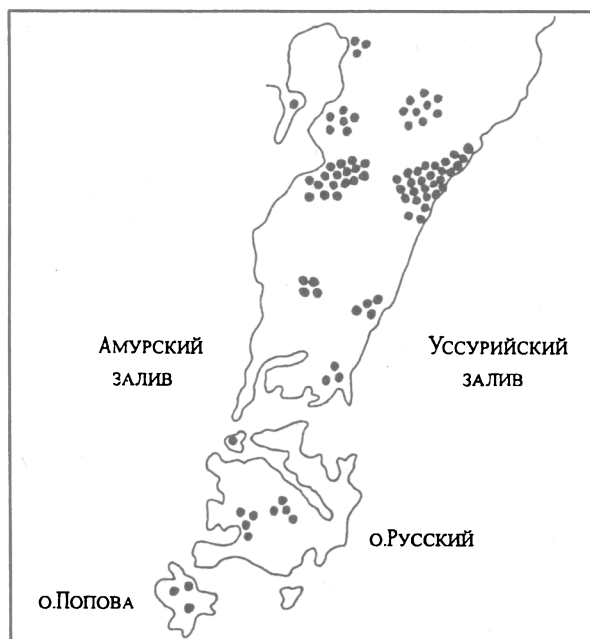 Амурский
залив
Уссурийский
залив
о.Русский
о.Попова